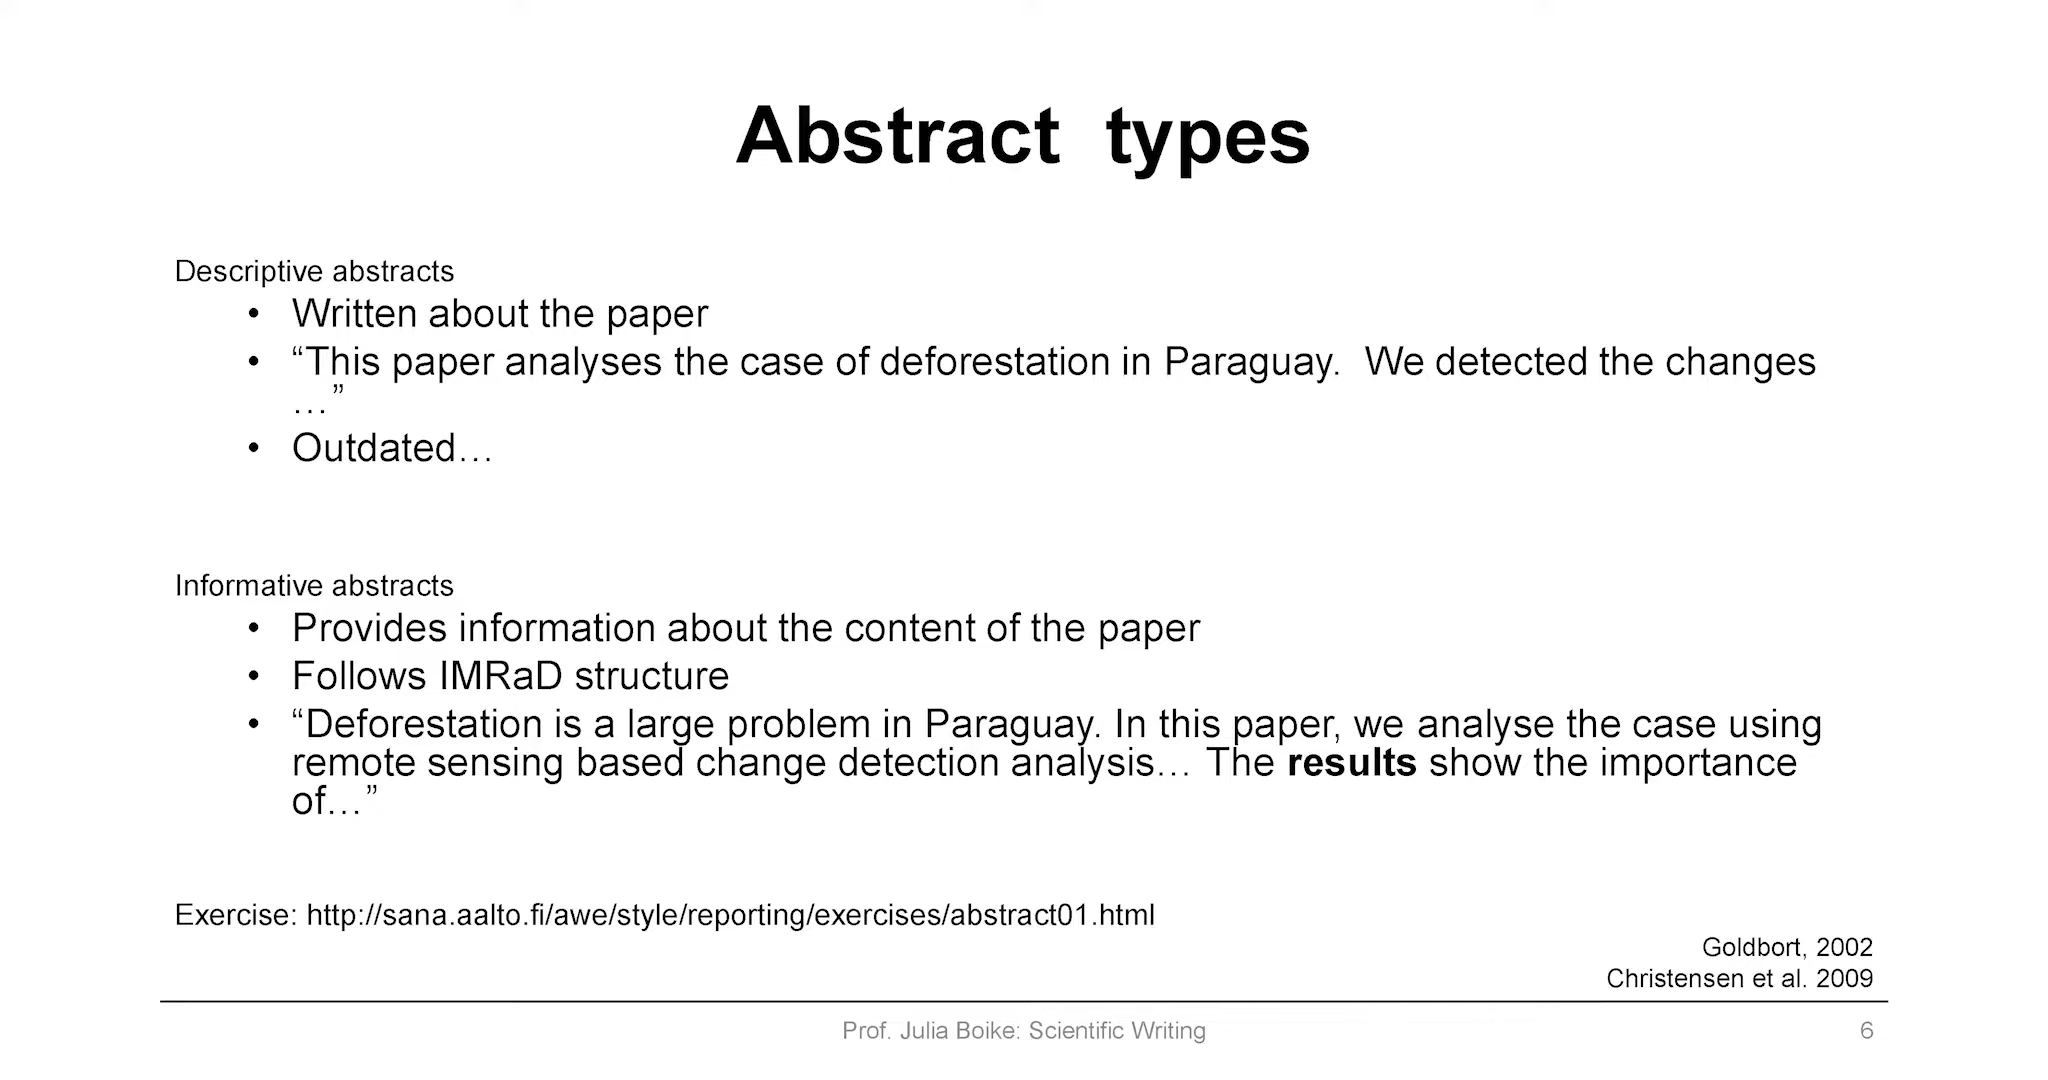 Abstract types
Descriptive abstracts
• Written about the paper
• “This paper analyses the case of deforestation in Paraguay. We detected the changes
…”
• Outdated…
Informative abstracts
• Provides information about the content of the paper
• Follows IMRaD structure
• “Deforestation is a large problem in Paraguay. In this paper, we analyse the case using
remote sensing based change detection analysis… The results show the importance
of…”
Exercise: http://sana.aalto.fi/awe/style/reporting/exercises/abstract01.html
Goldbort, 2002
Christensen et al. 2009
Prof. Julia Boike: Scientific Writing
6